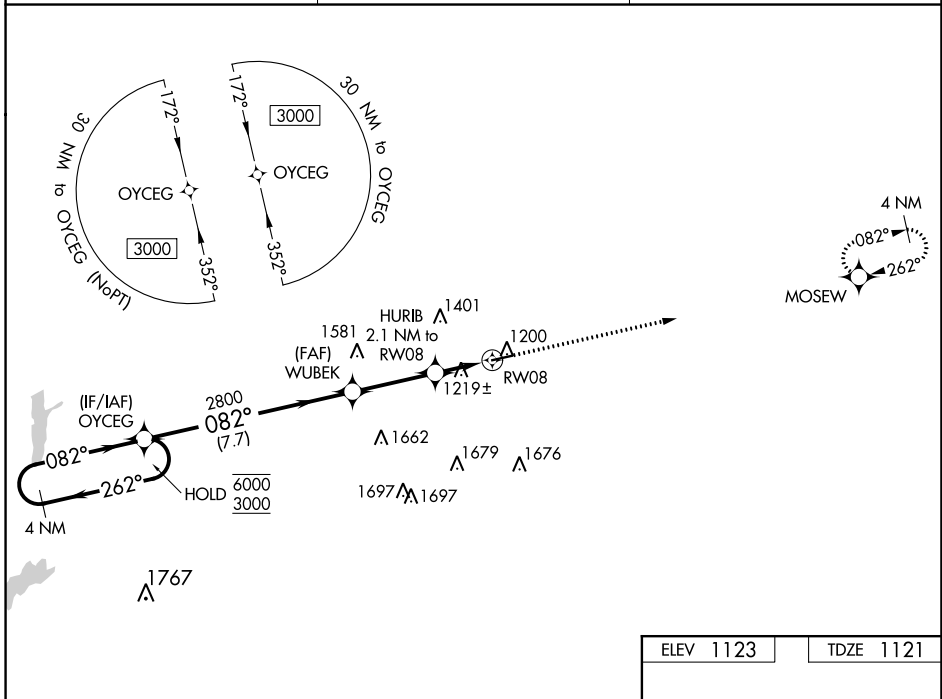 172°
OYCEG
3000
352°
30 NM to OYCEG (NoPT)
172°
3000
OYCEG
352°
30 NM to OYCEG
4 NM
082°
262°
MOSEW
HURIB
2.1 NM to
RW08
1401
1581
1200
(FAF)
WUBEK
RW08
1219±
(IF/IAF)
OYCEG
2800
082°
(7.7)
082°
262°
4 NM
HOLD
6000
3000
1662
1679
1676
1697
1697
1767
ELEV 1123
TDZE 1121